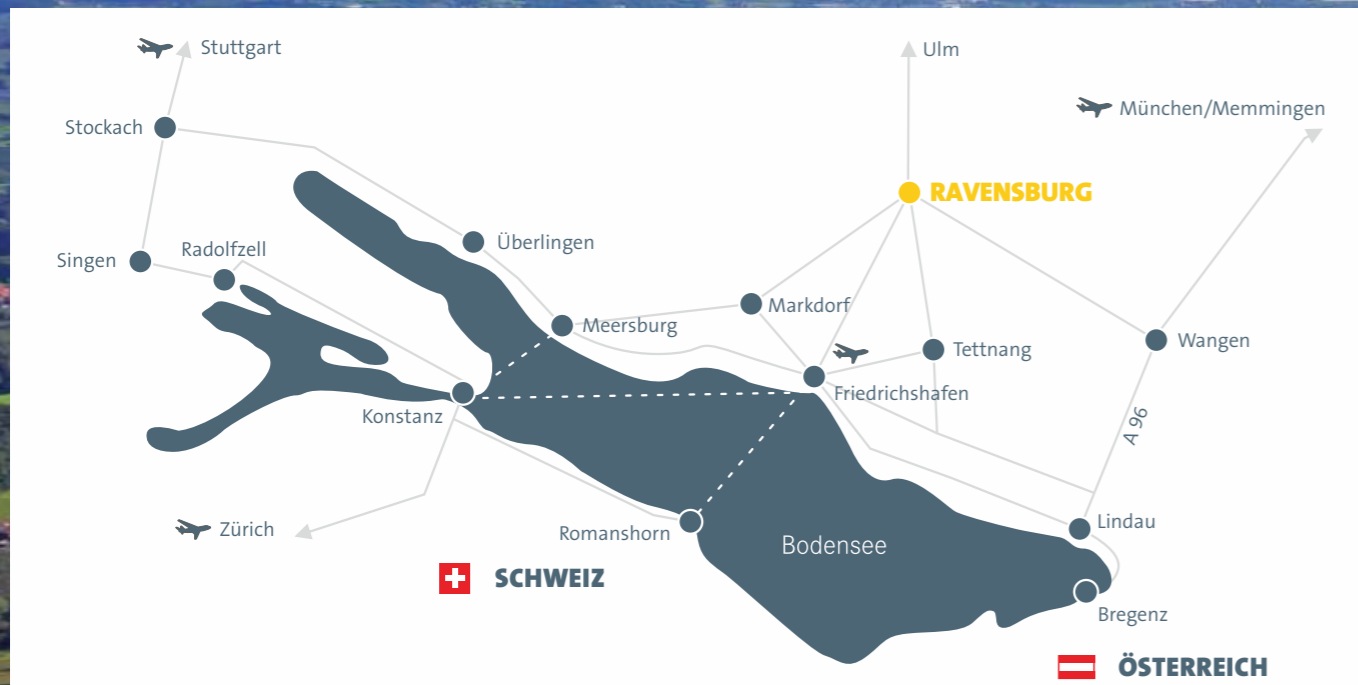 Stuttgart
Ulm
München/Memmingen
Stockach
RAVENSBURG
Überlingen
Radolfzell
Singen
Markdorf
Meersburg
Wangen
Tettnang
Friedrichshafen
Konstanz
A 96
Lindau
Zürich
Romanshorn
Bodensee
SCHWEIZ
Bregenz
ÖSTERREICH